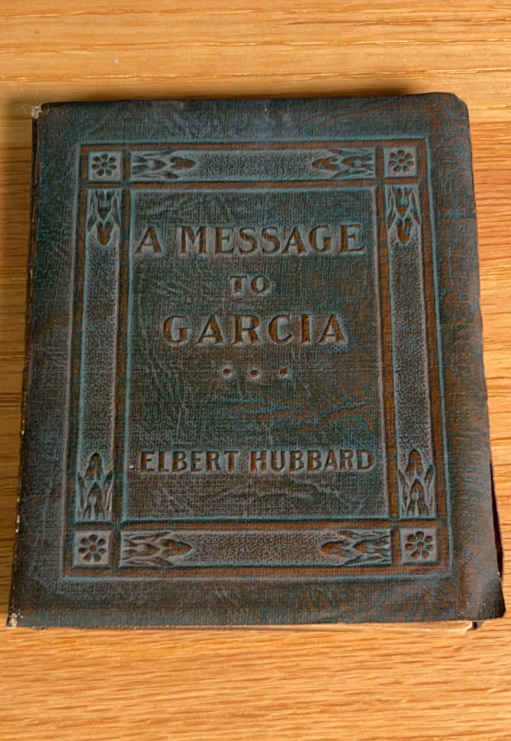 A MESSAGE
TO
GARCIA
...
ELBERT HUBBARD